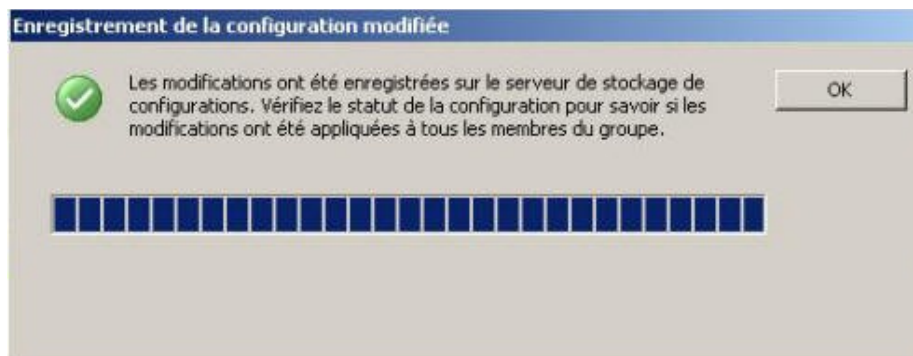 Enregistrement de la configuration modifiée
Les modifications ont été enregistrées sur le serveur de stockage de
configurations. Vérifiez le statut de la configuration pour savoir si les
modifications ont été appliquées à tous les membres du groupe.
OK